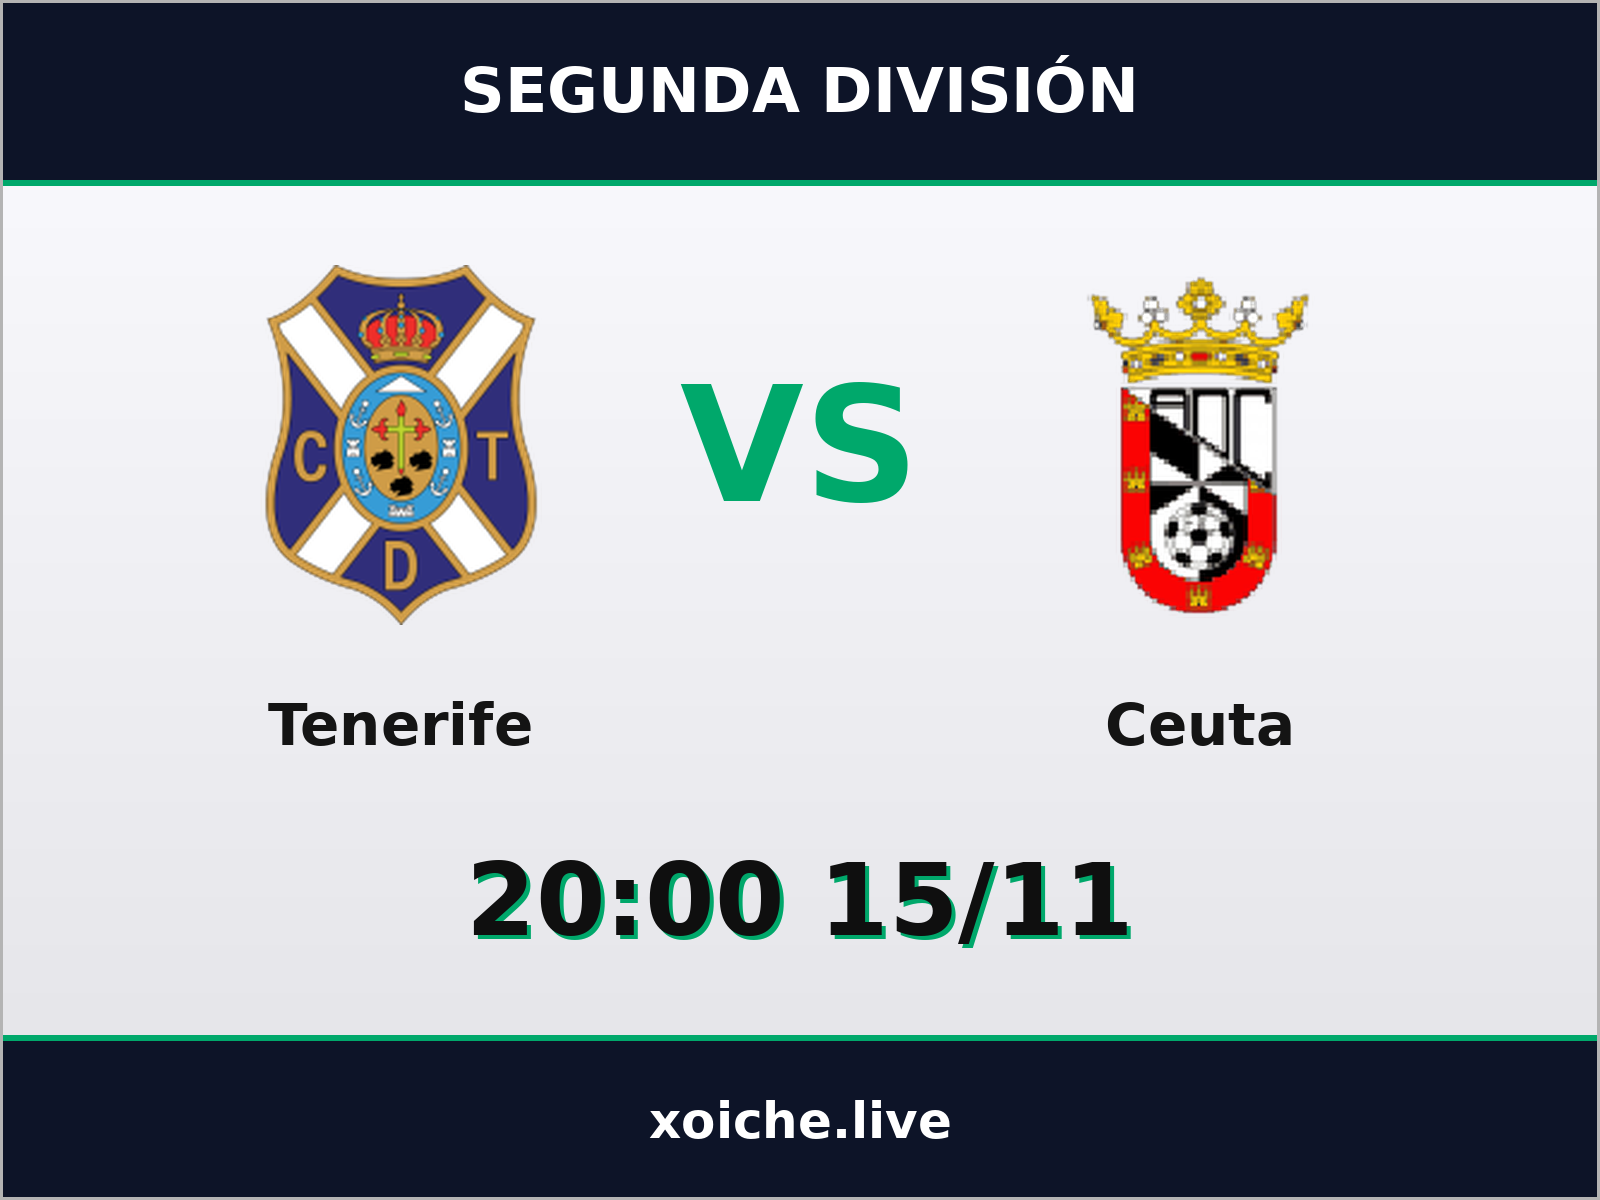 SEGUNDA DIVISIÓN
C T
D
VS
Tenerife
Ceuta
20:00 15/11
xoiche.live